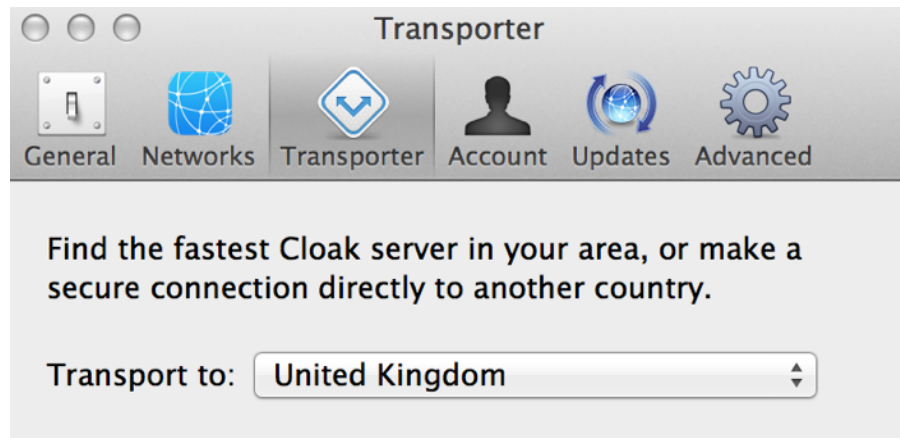 Transporter
General Networks Transporter Account Updates Advanced
Find the fastest Cloak server in your area, or make a
secure connection directly to another country.
Transport to: United Kingdom